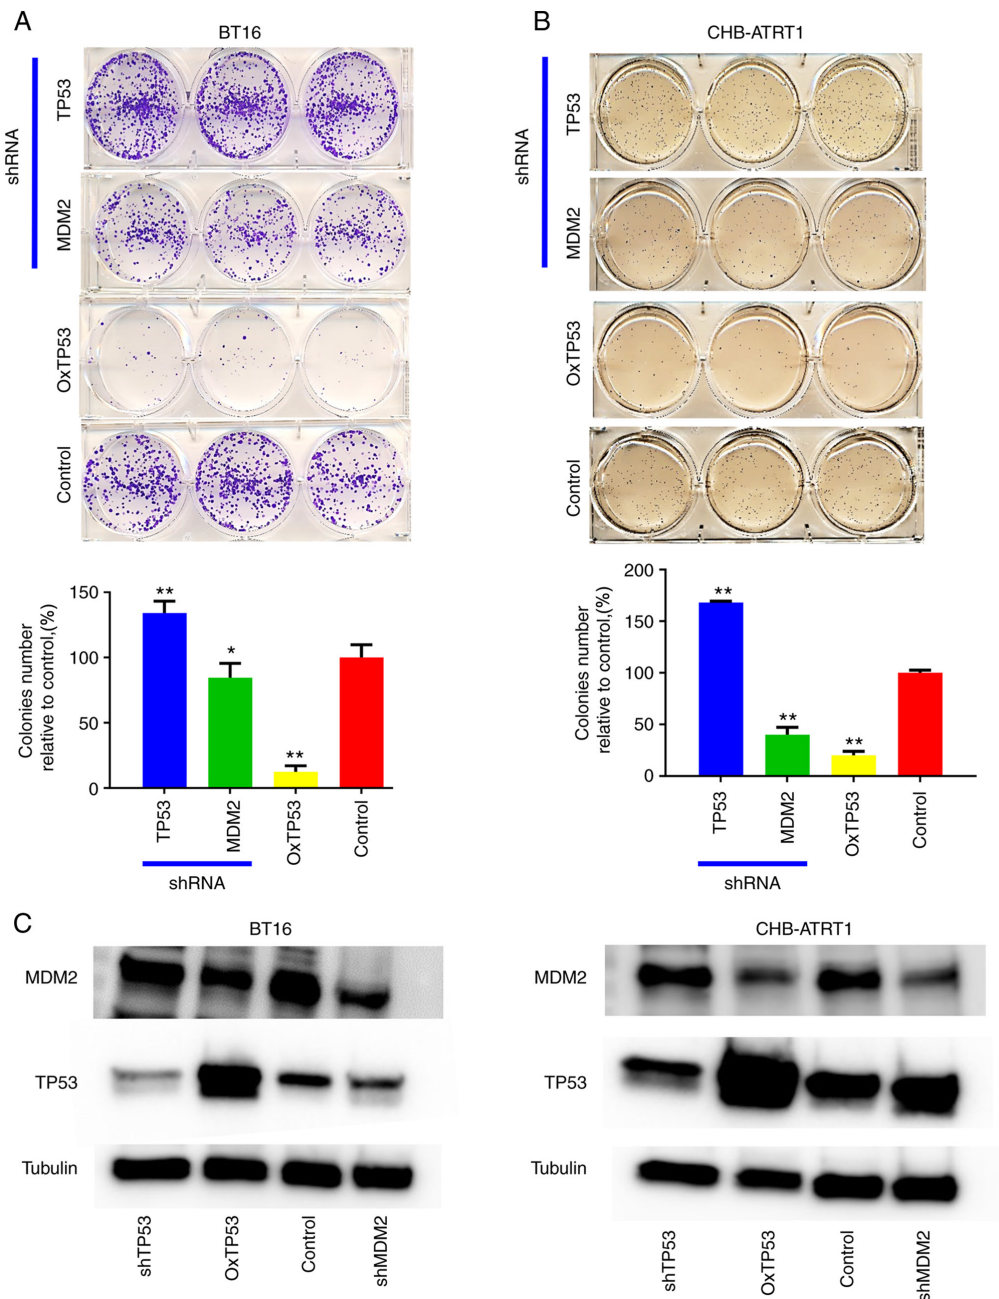 A
BT16
shRNA
TP53
MDM2
OxTP53
Control
150
100
50
0
Colonies number
relative to control,(%)
**
*
**
TP53
MDM2
OxTP53
Control
shRNA
B
CHB-ATRT1
shRNA
TP53
MDM2
OxTP53
Control
200
150
100
50
0
Colonies number
relative to control,(%)
**
**
**
TP53
MDM2
OxTP53
Control
shRNA
C
BT16
MDM2
TP53
Tubulin
shTP53
OxTP53
Control
shMDM2
CHB-ATRT1
MDM2
TP53
Tubulin
shTP53
OxTP53
Control
shMDM2